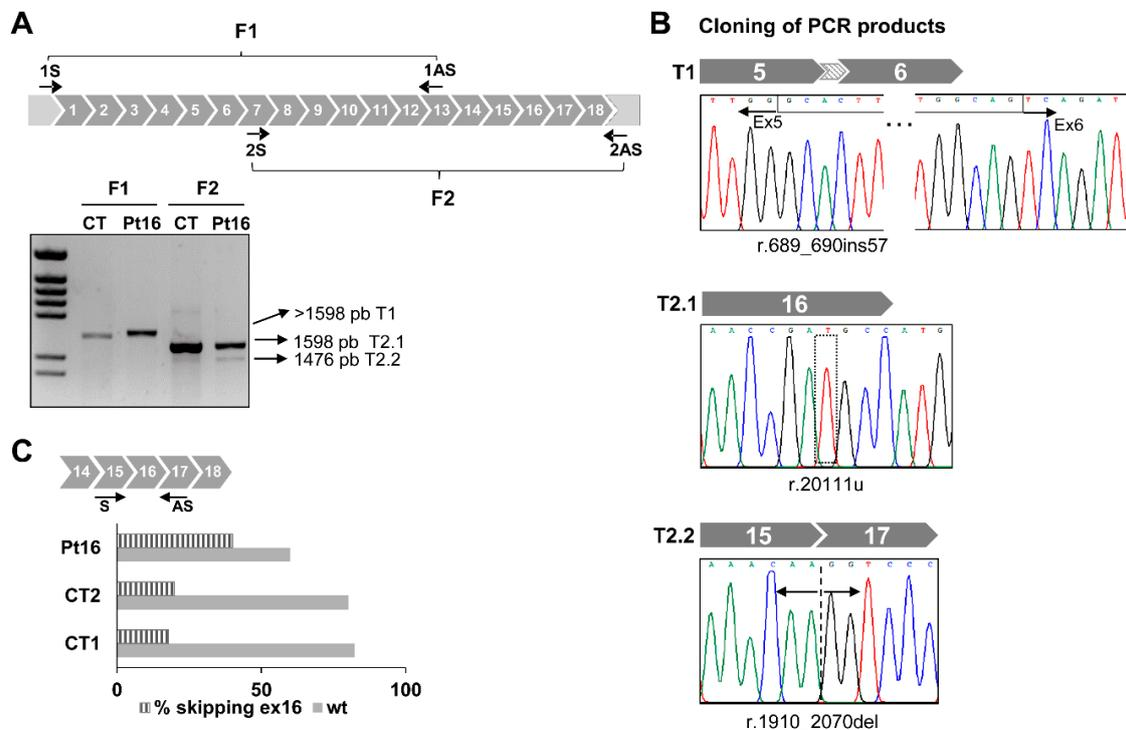 A
F1
1S
1AS
1 2 3 4 5 6 7 8 9 10 11 12 13 14 15 16 17 18
2S
2AS
F2
F1 F2
CT Pt16 CT Pt16
>1598 pb T1
1598 pb T2.1
1476 pb T2.2
B Cloning of PCR products
T1 5 6
T T G G G C A C T T
T G G C A G T C A G A T
Ex5
...
Ex6
r.689_690ins57
T2.1 16
A A C C G A T G C C A T G
r.20111u
T2.2 15 17
A A A C A A G G T C C C
r.1910_2070del
C
14 15 16 17 18
S AS
Pt16
CT2
CT1
0 50 100
% skipping ex16 wt